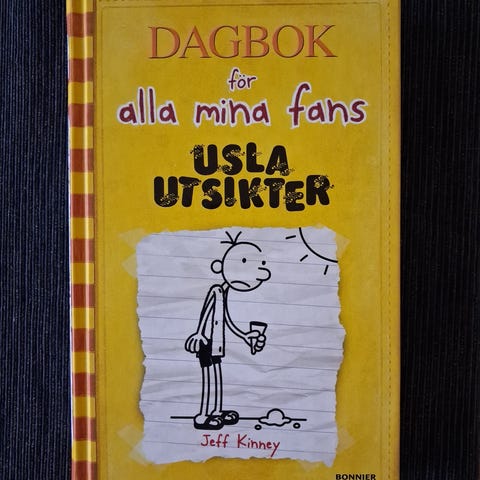 DAGBOK
för
alla mina fans
USLA
UTSIKTER
Jeff Kinney
BONNIER